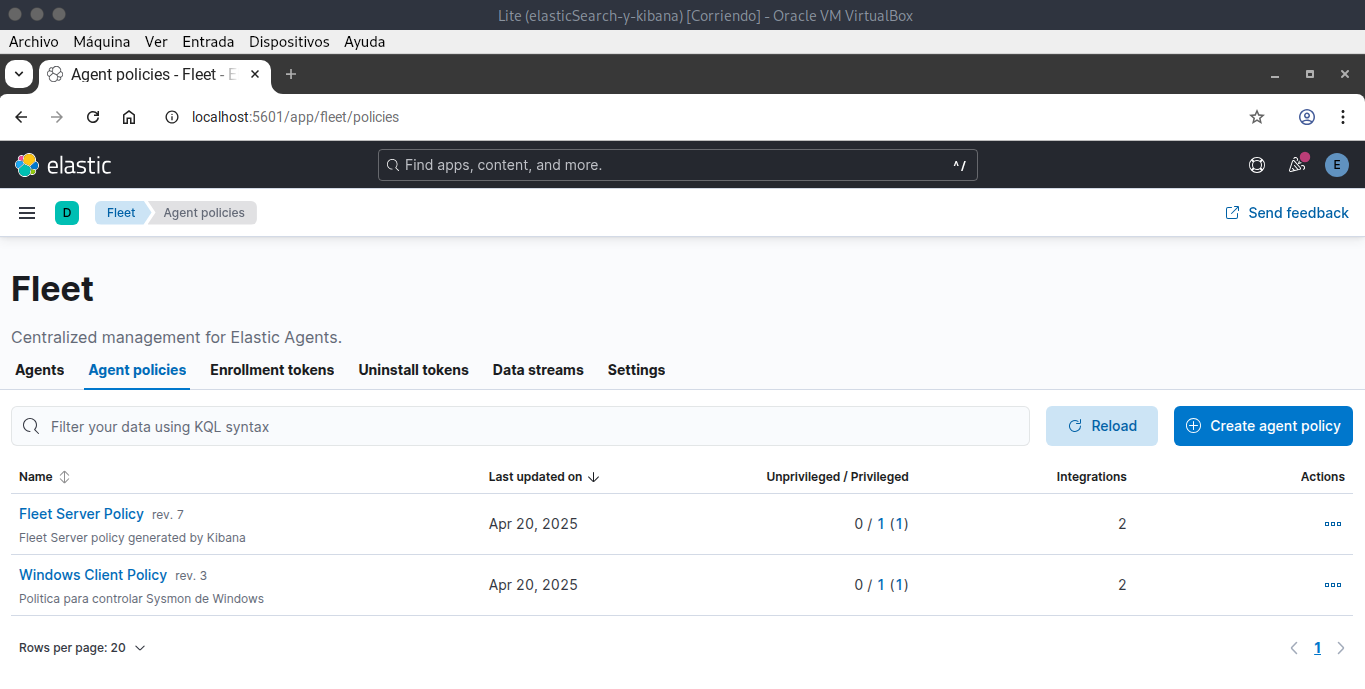 Lite (elasticSearch-y-kibana) [Corriendo] - Oracle VM VirtualBox
Archivo Máquina Ver Entrada Dispositivos Ayuda
Agent policies - Fleet - E
localhost:5601/app/fleet/policies
elastic
Find apps, content, and more. ^/
E
D Fleet Agent policies Send feedback
Fleet
Centralized management for Elastic Agents.
Agents Agent policies Enrollment tokens Uninstall tokens Data streams Settings
Filter your data using KQL syntax Reload Create agent policy
Name Last updated on Unprivileged / Privileged Integrations Actions
Fleet Server Policy rev. 7 Apr 20, 2025 0 / 1 (1) 2
Fleet Server policy generated by Kibana
Windows Client Policy rev. 3 Apr 20, 2025 0 / 1 (1) 2
Politica para controlar Sysmon de Windows
Rows per page: 20 1